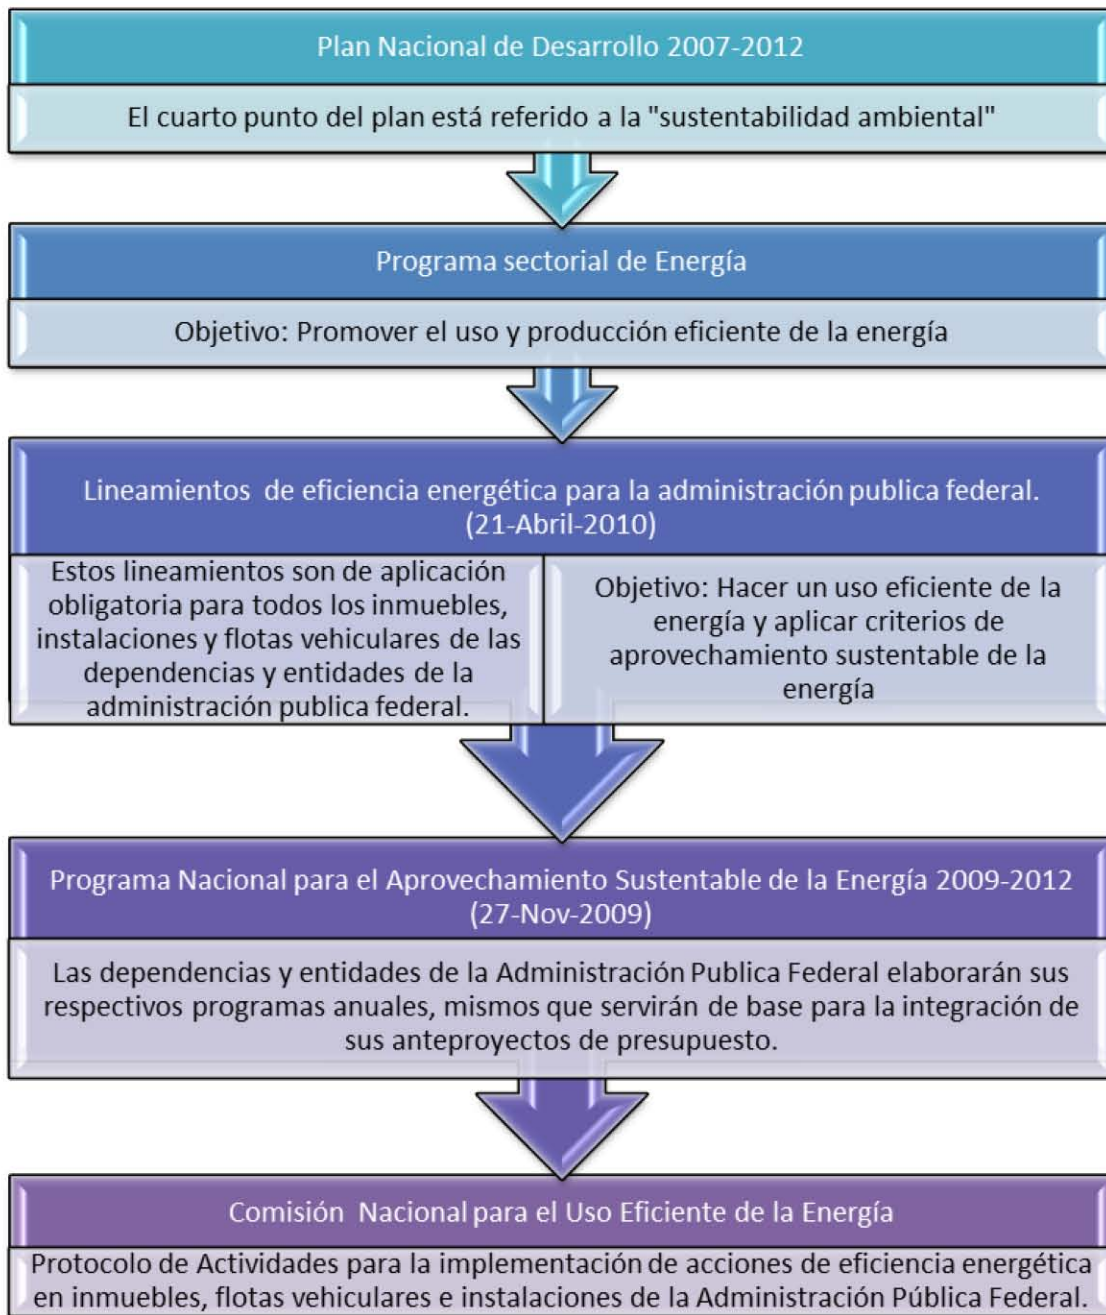 Plan Nacional de Desarrollo 2007-2012
El cuarto punto del plan está referido a la "sustentabilidad ambiental"
Programa sectorial de Energía
Objetivo: Promover el uso y producción eficiente de la energía
Lineamientos de eficiencia energética para la administración publica federal.
(21-Abril-2010)
Estos lineamientos son de aplicación
obligatoria para todos los inmuebles,
instalaciones y flotas vehiculares de las
dependencias y entidades de la
administración publica federal.
Objetivo: Hacer un uso eficiente de la
energía y aplicar criterios de
aprovechamiento sustentable de la
energía
Programa Nacional para el Aprovechamiento Sustentable de la Energía 2009-2012
(27-Nov-2009)
Las dependencias y entidades de la Administración Publica Federal elaborarán sus
respectivos programas anuales, mismos que servirán de base para la integración de
sus anteproyectos de presupuesto.
Comisión Nacional para el Uso Eficiente de la Energía
Protocolo de Actividades para la implementación de acciones de eficiencia energética
en inmuebles, flotas vehiculares e instalaciones de la Administración Pública Federal.